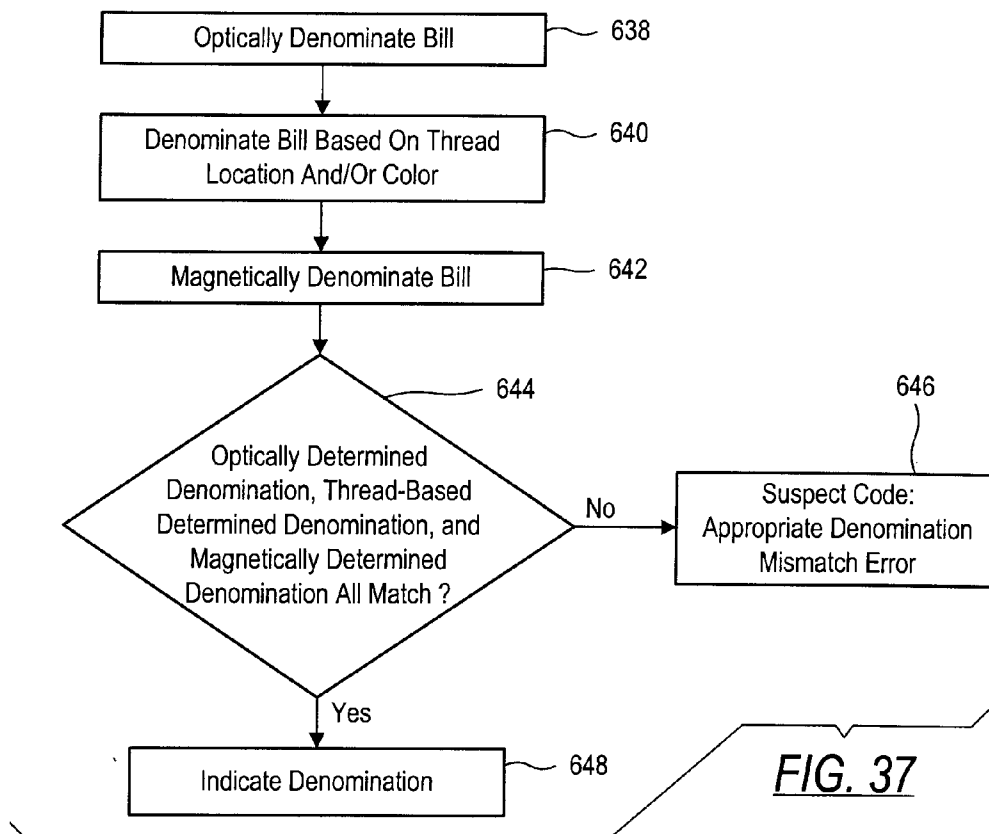 Optically Denominate Bill
638
Denominate Bill Based On Thread
Location And/Or Color
640
Magnetically Denominate Bill
642
644
Optically Determined
Denomination, Thread-Based
Determined Denomination, and
Magnetically Determined
Denomination All Match ?
No
646
Suspect Code:
Appropriate Denomination
Mismatch Error
Yes
Indicate Denomination
648
FIG. 37